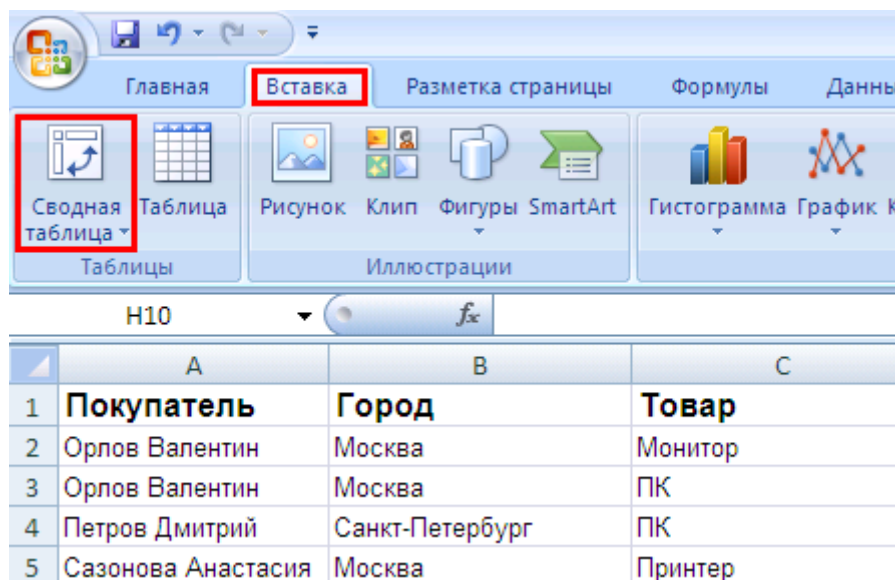 Главная Вставка Разметка страницы Формулы
Сводная таблица Таблица Рисунок Клип Фигуры SmartArt Гистограмма График
Таблицы Иллюстрации
H10 fx
A B C
1 Покупатель Город Товар
2 Орлов Валентин Москва Монитор
3 Орлов Валентин Москва ПК
4 Петров Дмитрий Санкт-Петербург ПК
5 Сазонова Анастасия Москва Принтер